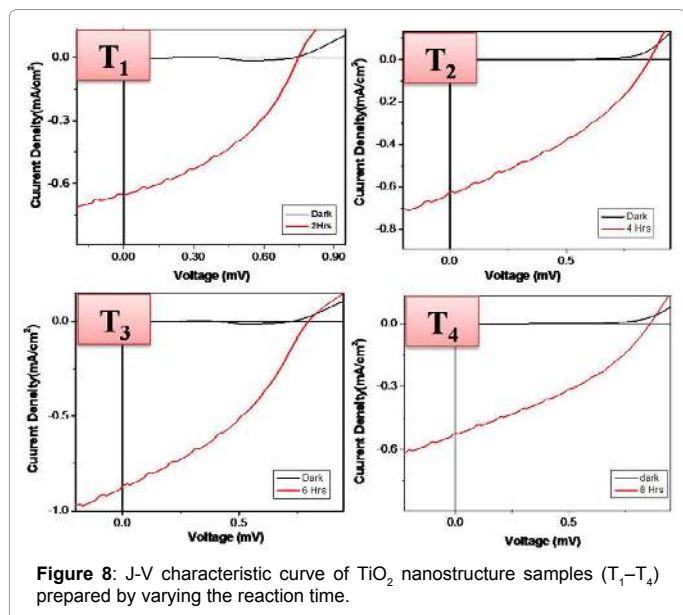 T₁
0.0
-0.3
-0.6
Cuurent Density(mA/cm²)
Dark
2Hrs
0.00 0.30 0.60 0.90
Voltage (mV)
T₂
0.0
-0.2
-0.4
-0.6
-0.8
Cuurent Density(mA/cm²)
Dark
4 Hrs
0.0 0.5
Voltage (mV)
T₃
0.0
-0.5
-1.0
Cuurent Density(mA/cm²)
Dark
6 Hrs
0.0 0.5
Voltage (mV)
T₄
0.0
-0.3
-0.6
Cuurent Density(mA/cm²)
dark
8 Hrs
0.0 0.5
Voltage (mV)
Figure 8: J-V characteristic curve of TiO₂ nanostructure samples (T₁–T₄)
prepared by varying the reaction time.